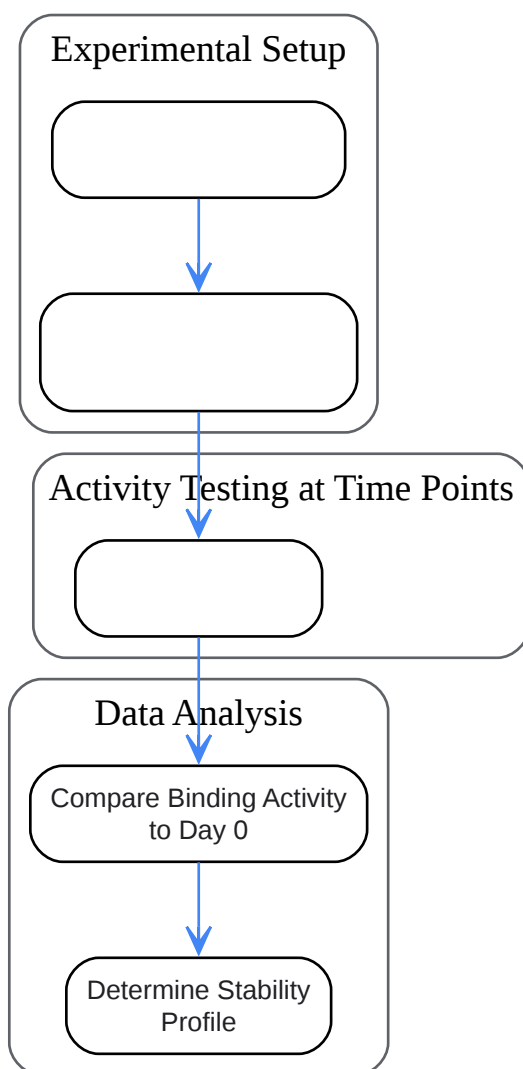 Experimental Setup
Activity Testing at Time Points
Data Analysis
Compare Binding Activity
to Day 0
Determine Stability
Profile